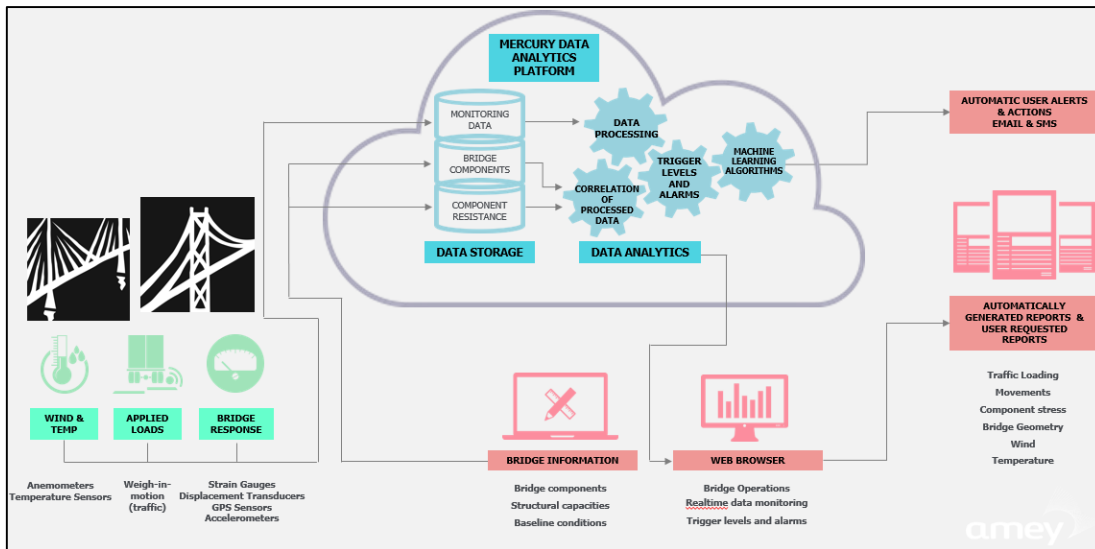 MERCURY DATA
ANALYTICS
PLATFORM
MONITORING
DATA
BRIDGE
COMPONENTS
COMPONENT
RESISTANCE
DATA STORAGE
DATA
PROCESSING
CORRELATION
OF
PROCESSED
DATA
TRIGGER
LEVELS
AND
ALARMS
MACHINE
LEARNING
ALGORITHMS
DATA ANALYTICS
AUTOMATIC USER ALERTS
& ACTIONS
EMAIL & SMS
AUTOMATICALLY
GENERATED REPORTS &
USER REQUESTED
REPORTS
Traffic Loading
Movements
Component stress
Bridge Geometry
Wind
Temperature
WIND &
TEMP
APPLIED
LOADS
BRIDGE
RESPONSE
Anemometers
Temperature Sensors
Weigh-in-
motion
(traffic)
Strain Gauges
Displacement Transducers
GPS Sensors
Accelerometers
BRIDGE INFORMATION
Bridge components
Structural capacities
Baseline conditions
WEB BROWSER
Bridge Operations
Realtime data monitoring
Trigger levels and alarms
amey